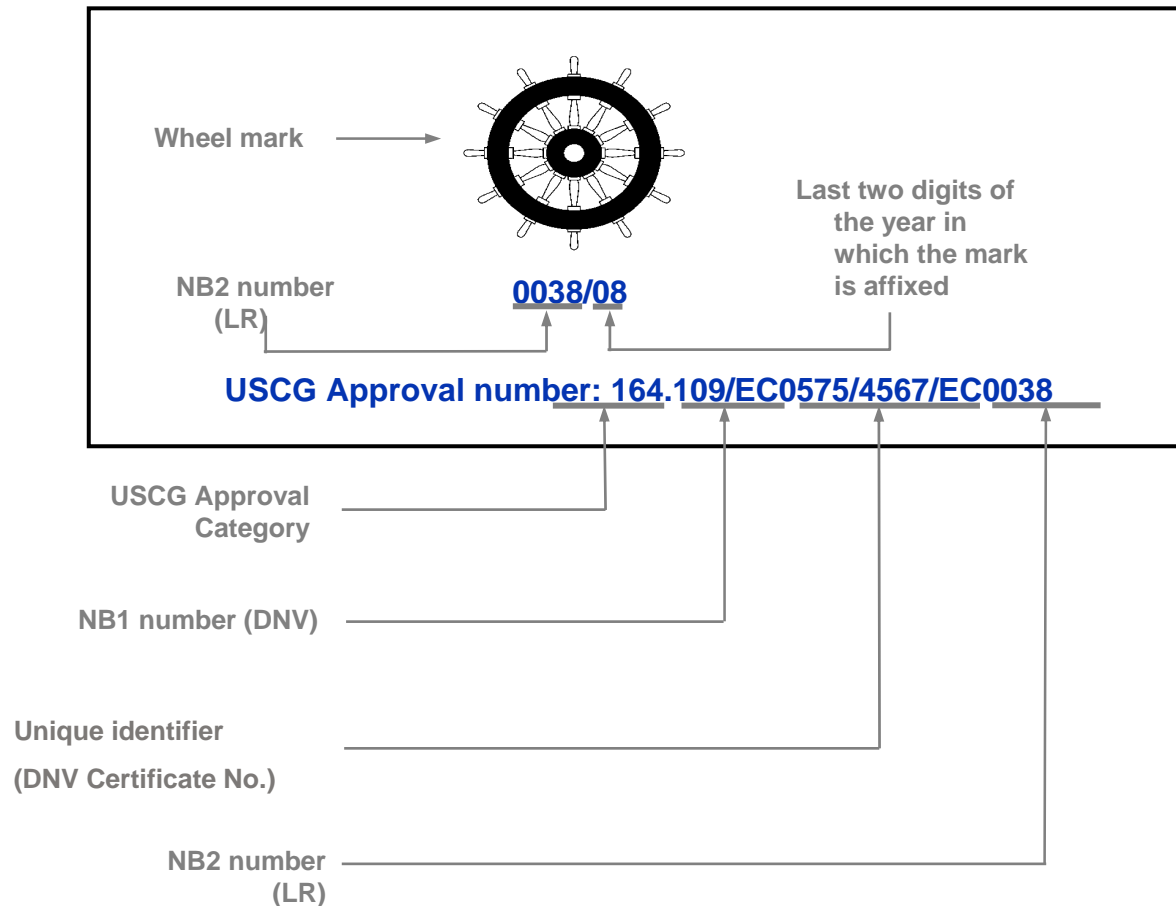 Wheel mark
Last two digits of
the year in
which the mark
is affixed
NB2 number
(LR)
0038/08
USCG Approval number: 164.109/EC0575/4567/EC0038
USCG Approval
Category
NB1 number (DNV)
Unique identifier
(DNV Certificate No.)
NB2 number
(LR)